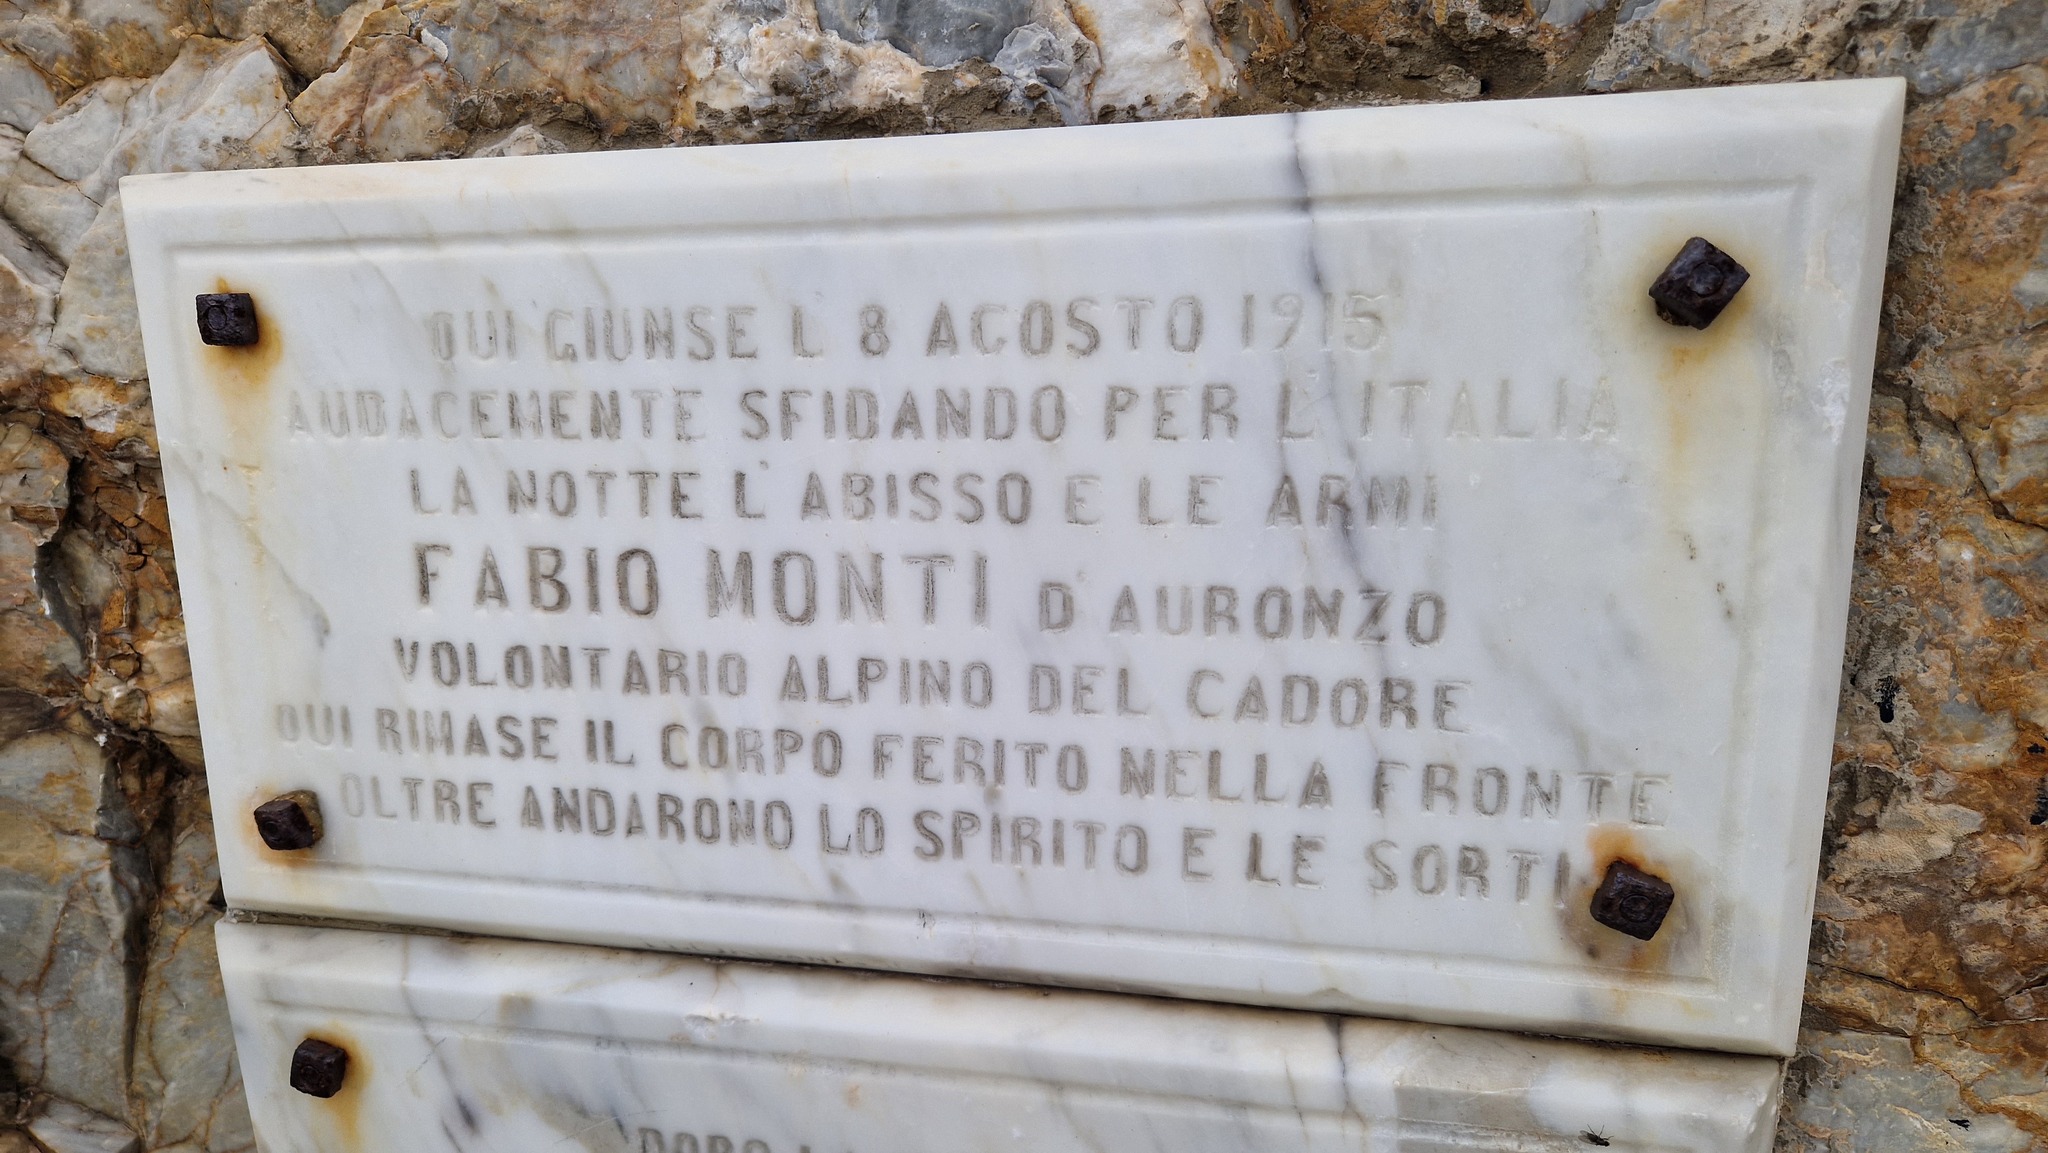 QUI GIUNSE L 8 AGOSTO 1915
AUDACEMENTE SFIDANDO PER L'ITALIA
LA NOTTE L'ABISSO E LE ARMI
FABIO MONTI D'AURONZO
VOLONTARIO ALPINO DEL CADORE
QUI RIMASE IL CORPO FERITO NELLA FRONTE
OLTRE ANDARONO LO SPIRITO E LE SORTI